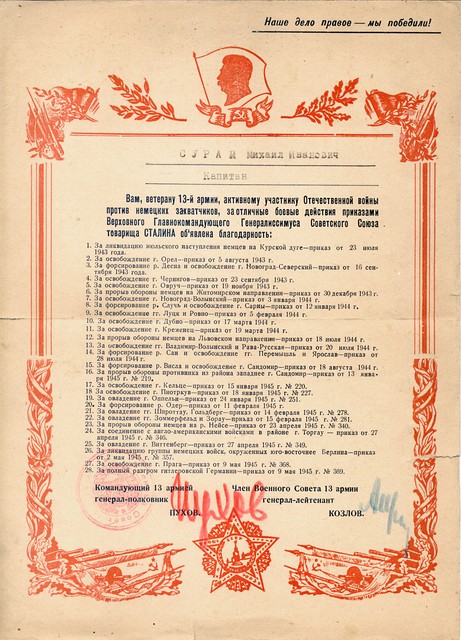 Наше дело правое — мы победили!
СУРАЙ Михаил Иванович
Капитан
Вам, ветерану 13-й армии, активному участнику Отечественной войны
против немецких захватчиков, за отличные боевые действия приказами
Верховного Главнокомандующего Генералиссимуса Советского Союза
товарища СТАЛИНА об'явлена благодарность:
1. За ликвидацию июльского наступления немцев на Курской дуге—приказ от 23 июля
1943 года.
2. За освобождение г. Орел—приказ от 5 августа 1943 г.
3. За форсирование р. Десна и освобождение г. Новоград-Северский—приказ от 16 сен-
тября 1943 года.
4. За освобождение г. Чернигов—приказ от 23 сентября 1943 г.
5. За освобождение г. Овруч—приказ от 19 ноября 1943 г.
6. За прорыв обороны немцев на Житомирском направлении—приказ от 30 декабря 1943 г.
7. За освобождение г. Новоград-Волынский—приказ от 3 января 1944 г.
8. За форсирование р. Случь и освобождение г. Сарны—приказ от 12 января 1944 г.
9. За освобождение гг. Луцк и Ровно—приказ от 5 февраля 1944 г.
10. За освобождение г. Дубно—приказ от 17 марта 1944 г.
11. За освобождение г. Кременец—приказ от 19 марта 1944 г.
12. За прорыв обороны немцев на Львовском направлении—приказ от 18 июля 1944 г.
13. За освобождение гг. Владимир-Волынский и Рава-Русская—приказ от 20 июля 1944 г.
14. За форсирование р. Сан и освобождение гг. Перемышль и Ярослав—приказ от
28 июля 1944 г.
15. За форсирование р. Висла и освобождение г. Сандомир—приказ от 18 августа 1944 г.
16. За прорыв обороны противника из района западнее г. Сандомир—приказ от 13 янва-
ря 1945 г. № 219.
17. За освобождение г. Кельце—приказ от 15 января 1945 г. № 220.
18. За освобождение г. Пиотркув—приказ от 18 января 1945 г. № 227.
19. За овладение г. Оппельн—приказ от 24 января 1945 г. № 251.
20. За форсирование р. Одер—приказ от 11 февраля 1945 г.
21. За овладение гг. Шпроттау, Гольдберг—приказ от 14 февраля 1945 г. № 278.
22. За овладение гг. Зоммерфельд и Зорау—приказ от 15 февраля 1945 г. № 281.
23. За прорыв обороны немцев на р. Нейсе—приказ от 23 апреля 1945 г. № 340.
24. За соединение с англо-американскими войсками в районе г. Торгау — приказ от 27
апреля 1945 г. № 346.
25. За овладение г. Виттенберг—приказ от 27 апреля 1945 г. № 349.
26. За ликвидацию группы немецких войск, окруженных юго-восточнее Берлина—приказ
от 2 мая 1945 г. № 357.
27. За освобождение г. Прага—приказ от 9 мая 1945 г. № 368.
28. За полный разгром гитлеровской Германии—приказ от 9 мая 1945 г. № 369.
Командующий 13 армией
генерал-полковник
ПУХОВ.
Член Военного Совета 13 армии
генерал-лейтенант
КОЗЛОВ.
Пухов